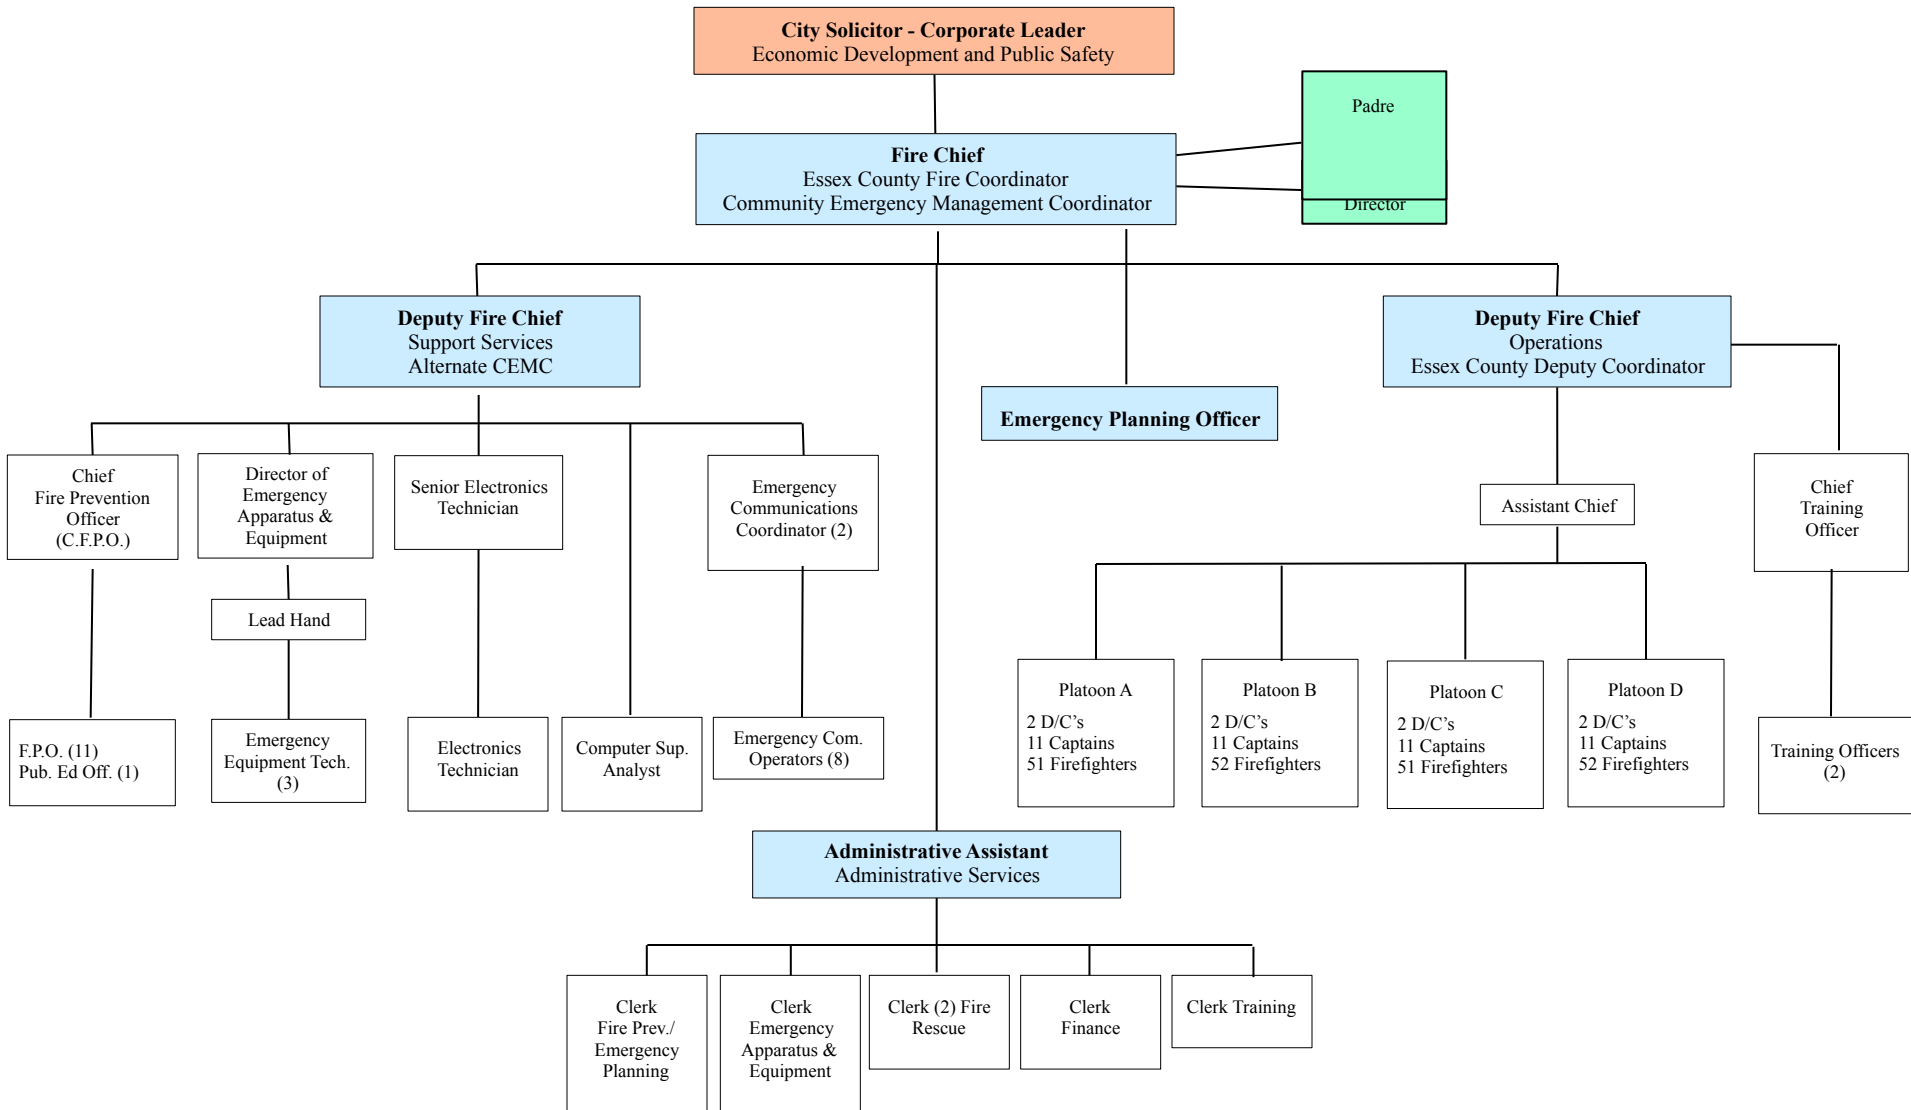 City Solicitor - Corporate Leader
Economic Development and Public Safety
Padre
Director
Fire Chief
Essex County Fire Coordinator
Community Emergency Management Coordinator
Deputy Fire Chief
Support Services
Alternate CEMC
Deputy Fire Chief
Operations
Essex County Deputy Coordinator
Emergency Planning Officer
Chief
Fire Prevention
Officer
(C.F.P.O.)
Director of
Emergency
Apparatus &
Equipment
Senior Electronics
Technician
Emergency
Communications
Coordinator (2)
Assistant Chief
Chief
Training
Officer
Lead Hand
F.P.O. (11)
Pub. Ed Off. (1)
Emergency
Equipment Tech.
(3)
Electronics
Technician
Computer Sup.
Analyst
Emergency Com.
Operators (8)
Platoon A
2 D/C’s
11 Captains
51 Firefighters
Platoon B
2 D/C’s
11 Captains
52 Firefighters
Platoon C
2 D/C’s
11 Captains
51 Firefighters
Platoon D
2 D/C’s
11 Captains
52 Firefighters
Training Officers
(2)
Administrative Assistant
Administrative Services
Clerk
Fire Prev./
Emergency
Planning
Clerk
Emergency
Apparatus &
Equipment
Clerk (2) Fire
Rescue
Clerk
Finance
Clerk Training